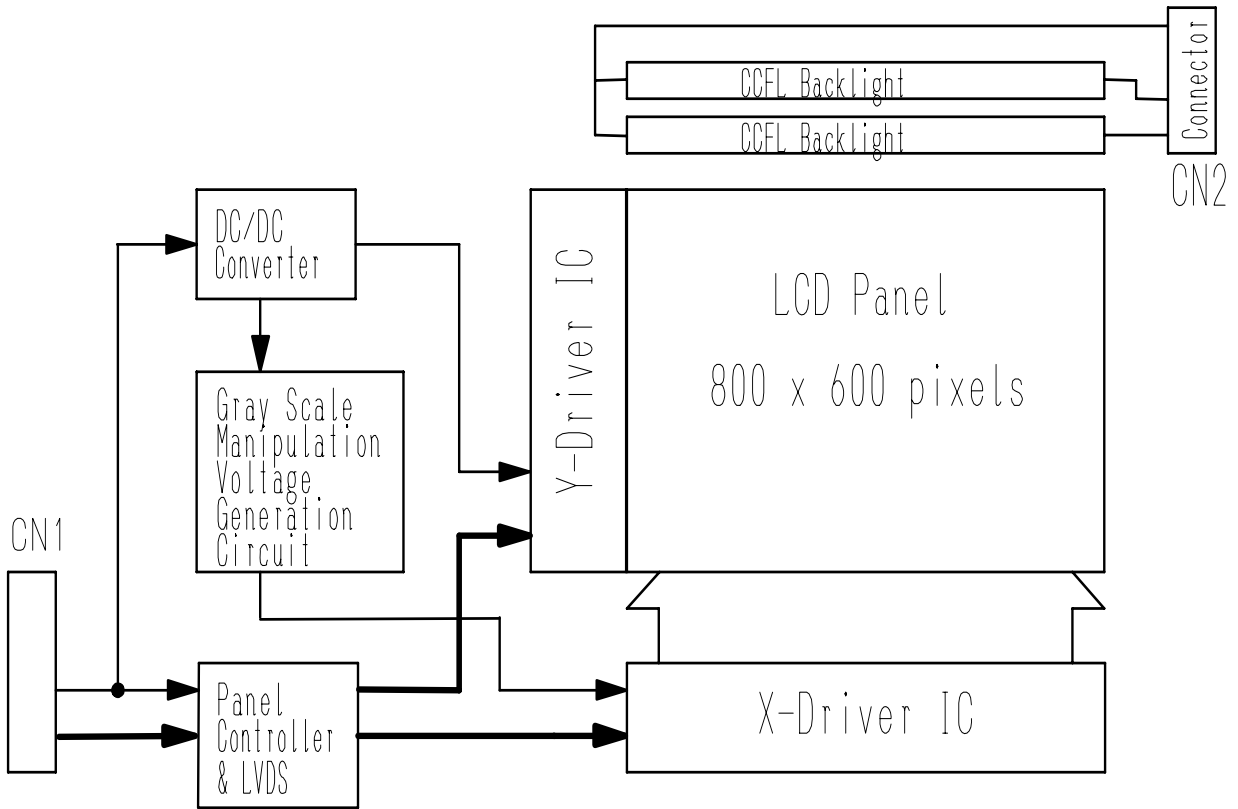 CCFL Backlight
CCFL Backlight
Connector
CN2
DC/DC
Converter
Y-Driver IC
LCD Panel
800 x 600 pixels
Gray Scale
Manipulation
Voltage
Generation
Circuit
CN1
Panel
Controller
& LVDS
X-Driver IC